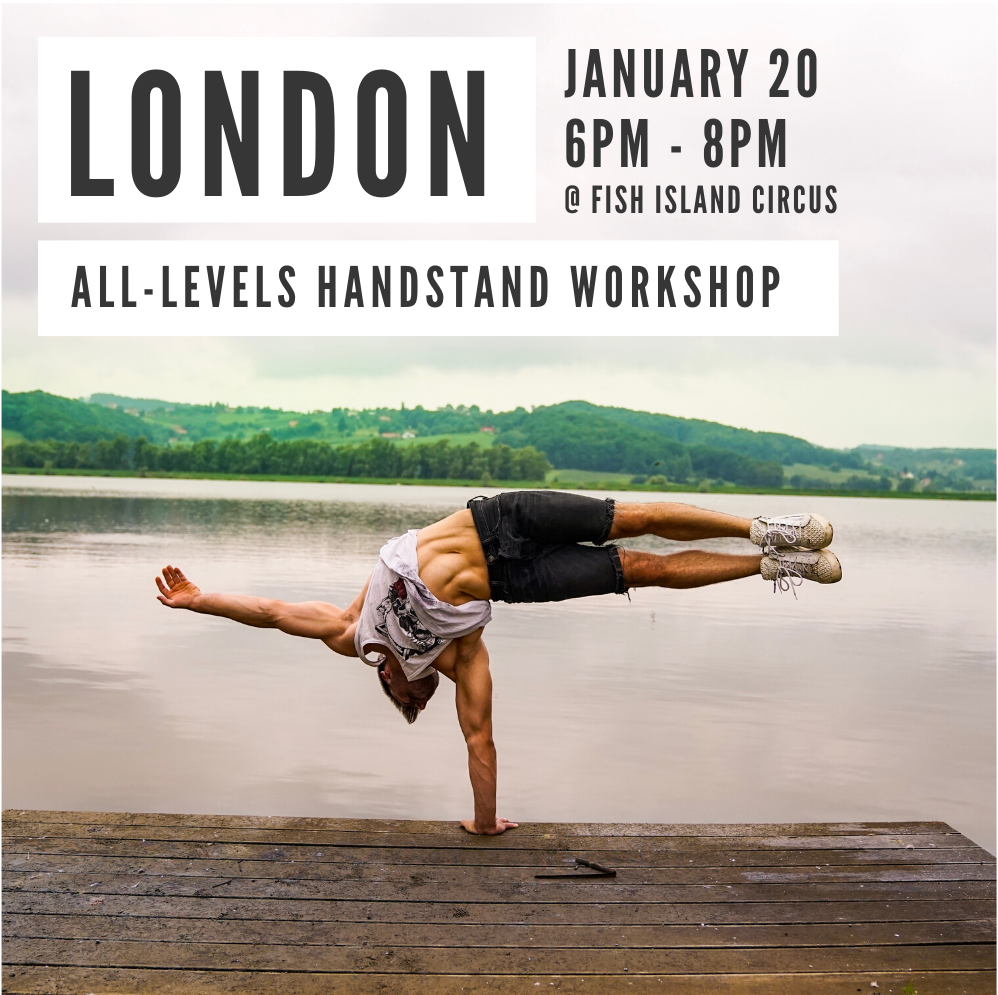 LONDON
JANUARY 20
6PM - 8PM
@ FISH ISLAND CIRCUS
ALL-LEVELS HANDSTAND WORKSHOP